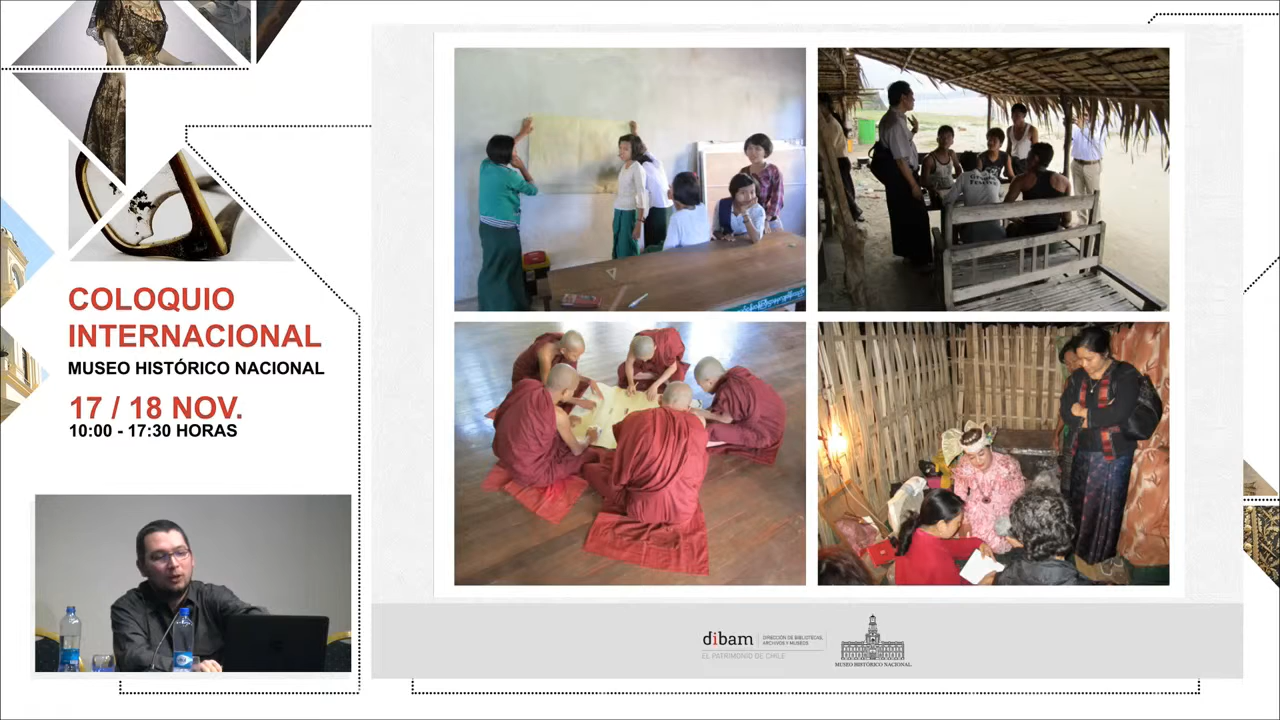 COLOQUIO
INTERNACIONAL
MUSEO HISTÓRICO NACIONAL
17 / 18 NOV.
10:00 - 17:30 HORAS
dibam
DIRECCIÓN DE BIBLIOTECAS,
ARCHIVOS Y MUSEOS
EL PATRIMONIO DE CHILE
MUSEO HISTÓRICO NACIONAL